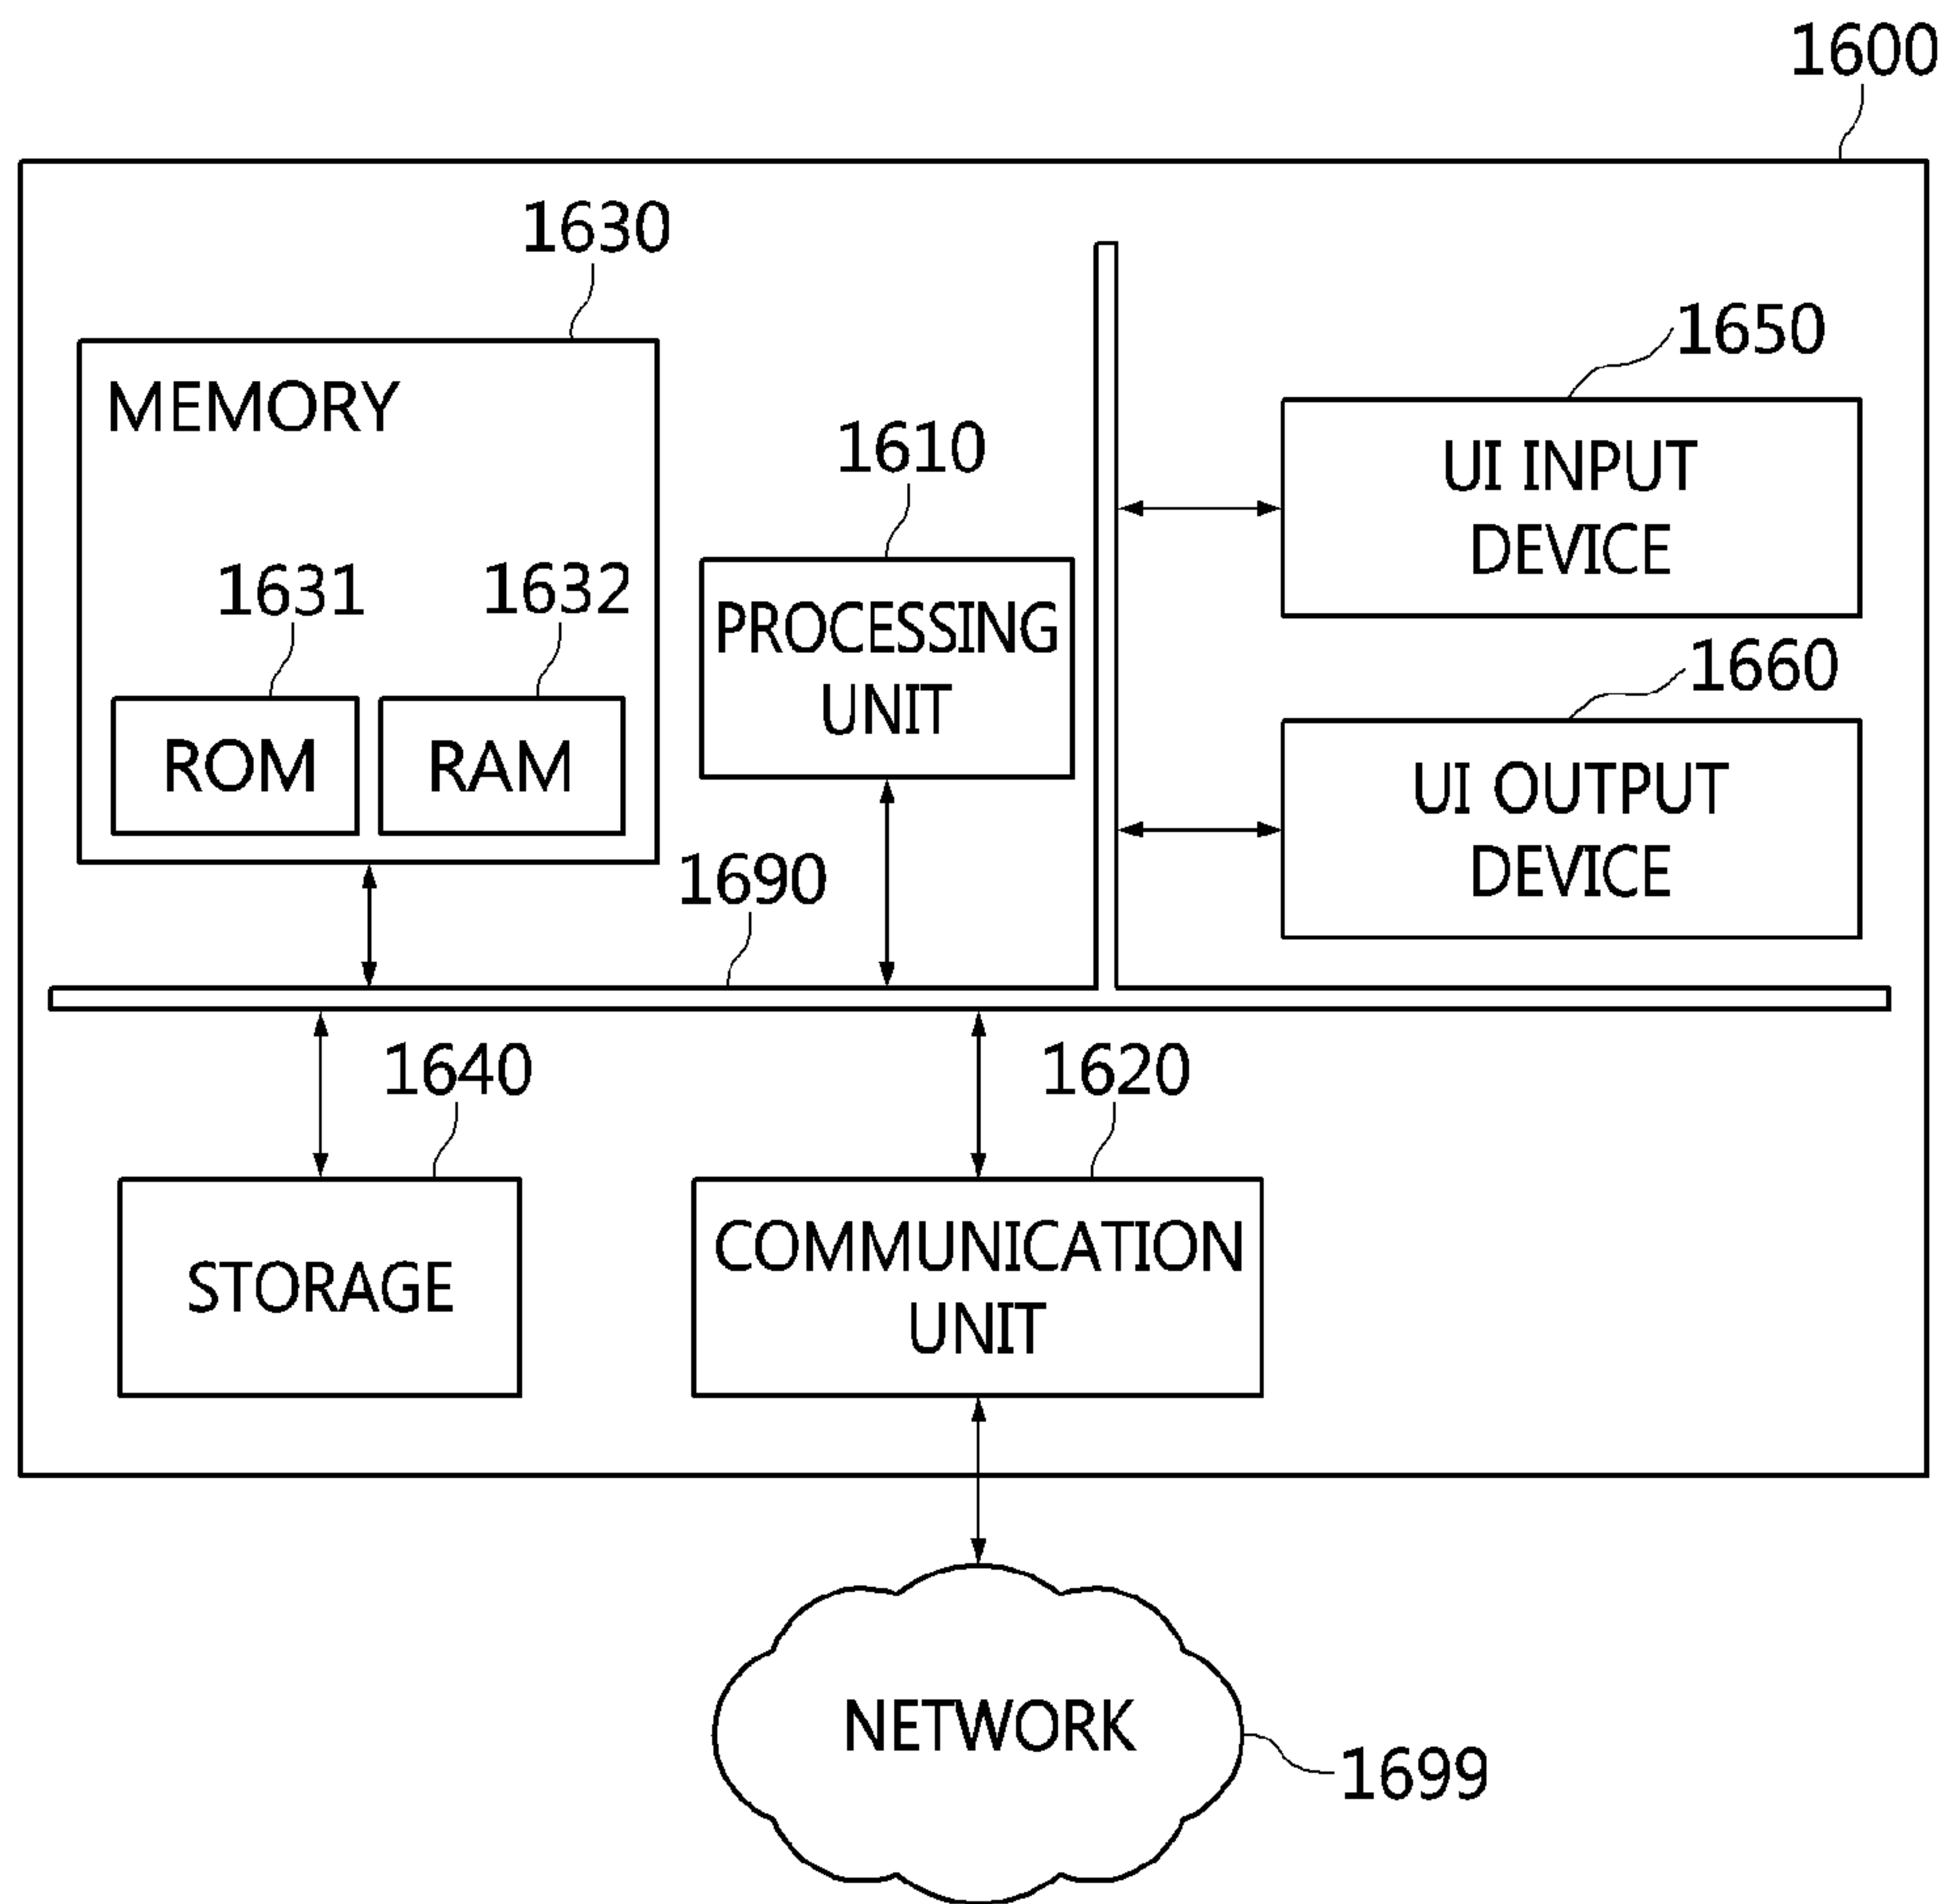 1600
1630
MEMORY
1650
1610
UI INPUT
DEVICE
1631
1632
PROCESSING
UNIT
1660
ROM
RAM
UI OUTPUT
DEVICE
1690
1640
1620
STORAGE
COMMUNICATION
UNIT
NETWORK
1699